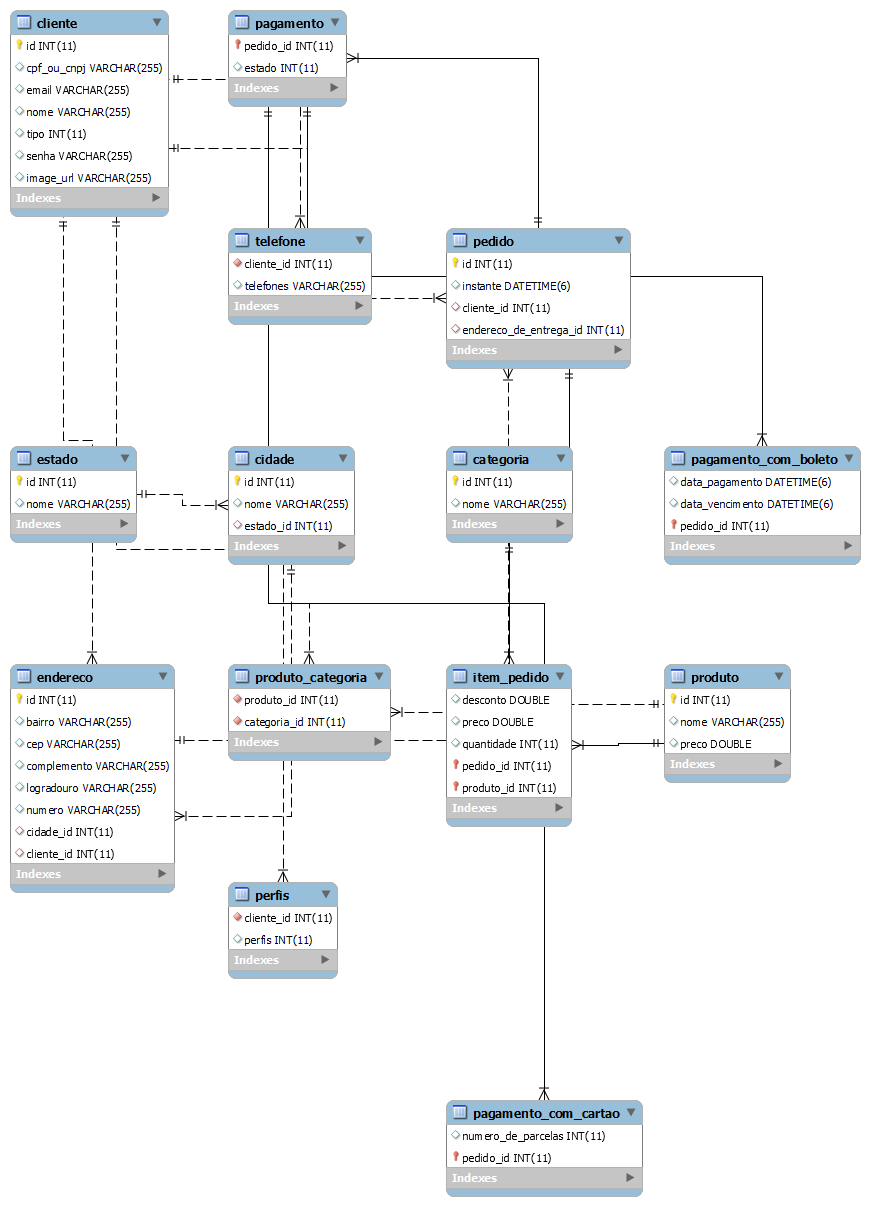 cliente
id INT(11)
cpf_ou_cnpj VARCHAR(255)
email VARCHAR(255)
nome VARCHAR(255)
tipo INT(11)
senha VARCHAR(255)
image_url VARCHAR(255)
Indexes
pagamento
pedido_id INT(11)
estado INT(11)
Indexes
telefone
cliente_id INT(11)
telefones VARCHAR(255)
Indexes
pedido
id INT(11)
instante DATETIME(6)
cliente_id INT(11)
endereco_de_entrega_id INT(11)
Indexes
estado
id INT(11)
nome VARCHAR(255)
Indexes
cidade
id INT(11)
nome VARCHAR(255)
estado_id INT(11)
Indexes
categoria
id INT(11)
nome VARCHAR(255)
Indexes
pagamento_com_boleto
data_pagamento DATETIME(6)
data_vencimento DATETIME(6)
pedido_id INT(11)
Indexes
endereco
id INT(11)
bairro VARCHAR(255)
cep VARCHAR(255)
complemento VARCHAR(255)
logradouro VARCHAR(255)
numero VARCHAR(255)
cidade_id INT(11)
cliente_id INT(11)
Indexes
produto_categoria
produto_id INT(11)
categoria_id INT(11)
Indexes
item_pedido
desconto DOUBLE
preco DOUBLE
quantidade INT(11)
pedido_id INT(11)
produto_id INT(11)
Indexes
produto
id INT(11)
nome VARCHAR(255)
preco DOUBLE
Indexes
perfis
cliente_id INT(11)
perfis INT(11)
Indexes
pagamento_com_cartao
numero_de_parcelas INT(11)
pedido_id INT(11)
Indexes